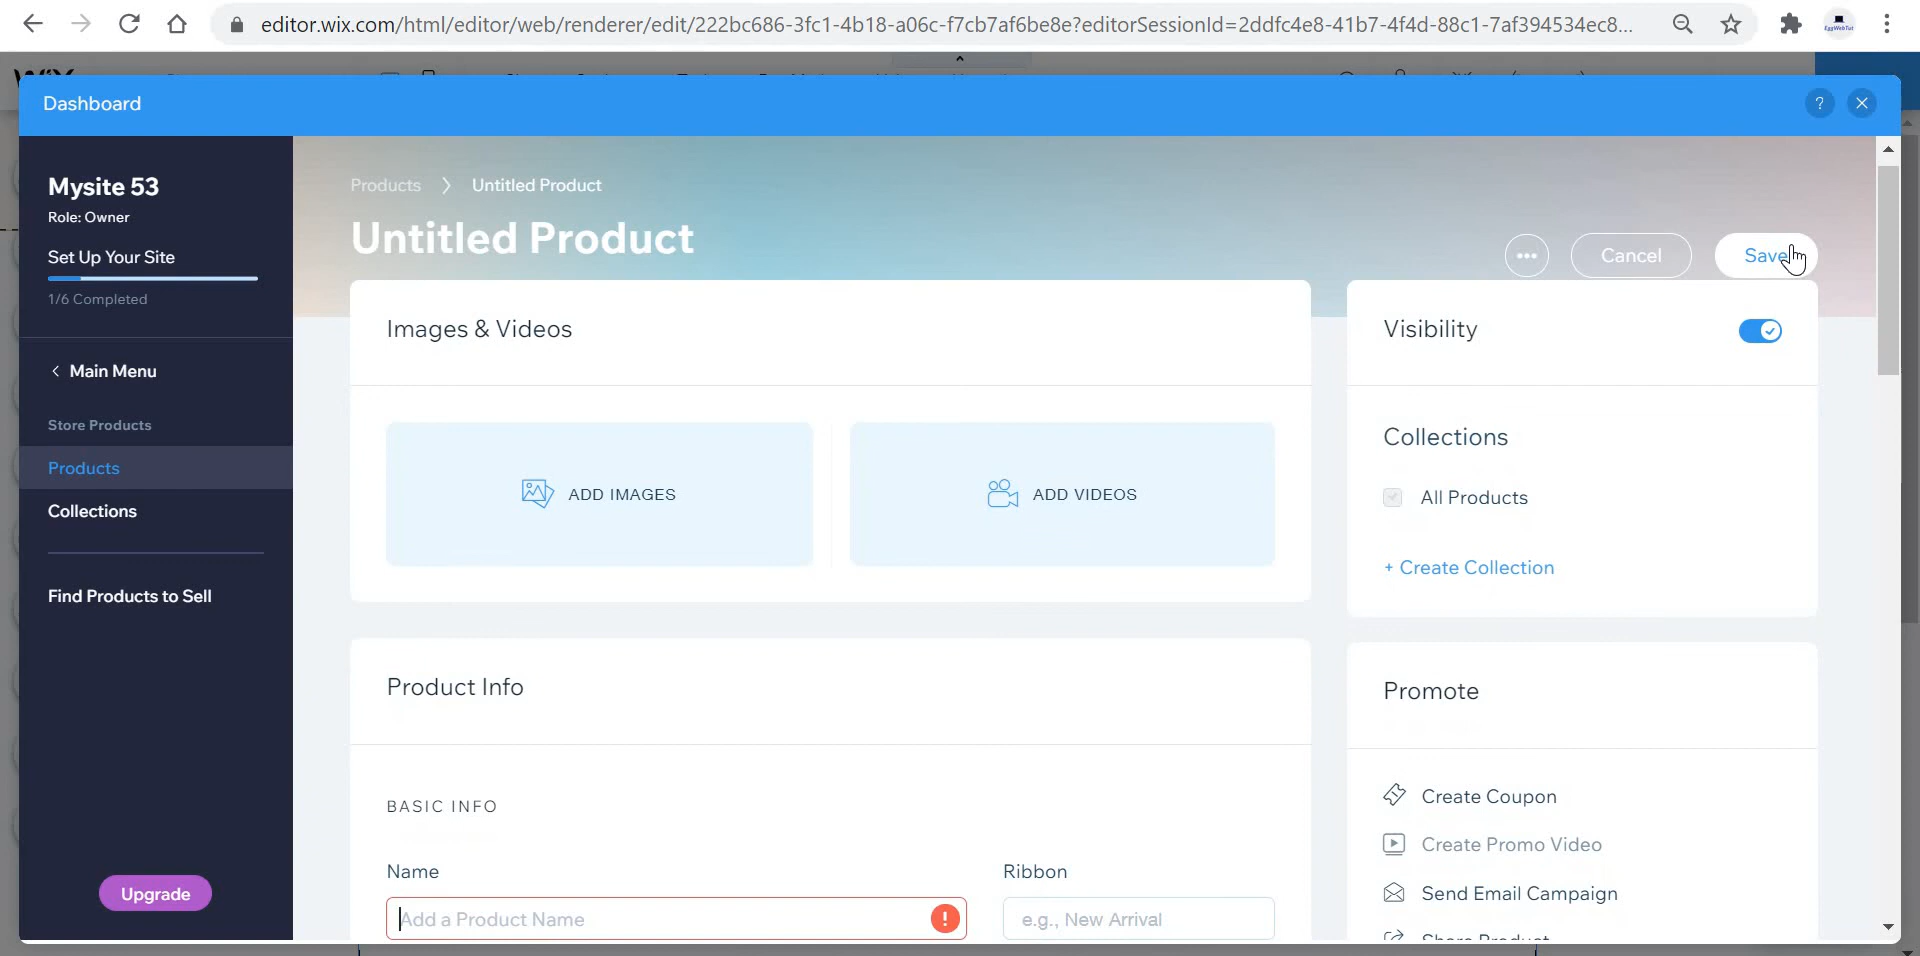 editor.wix.com/html/editor/web/renderer/edit/222bc686-3fc1-4b18-a06c-f7cb7af6be8e?editorSessionId=2ddfc4e8-41b7-4f4d-88c1-7af394534ec8...
Dashboard
?
Mysite 53
Role: Owner
Set Up Your Site
1/6 Completed
< Main Menu
Store Products
Products
Collections
Find Products to Sell
Upgrade
Products > Untitled Product
Untitled Product
... Cancel Save
Images & Videos
ADD IMAGES
ADD VIDEOS
Product Info
BASIC INFO
Name
Add a Product Name
!
Ribbon
e.g., New Arrival
Visibility
Collections
All Products
+ Create Collection
Promote
Create Coupon
Create Promo Video
Send Email Campaign
Share Product